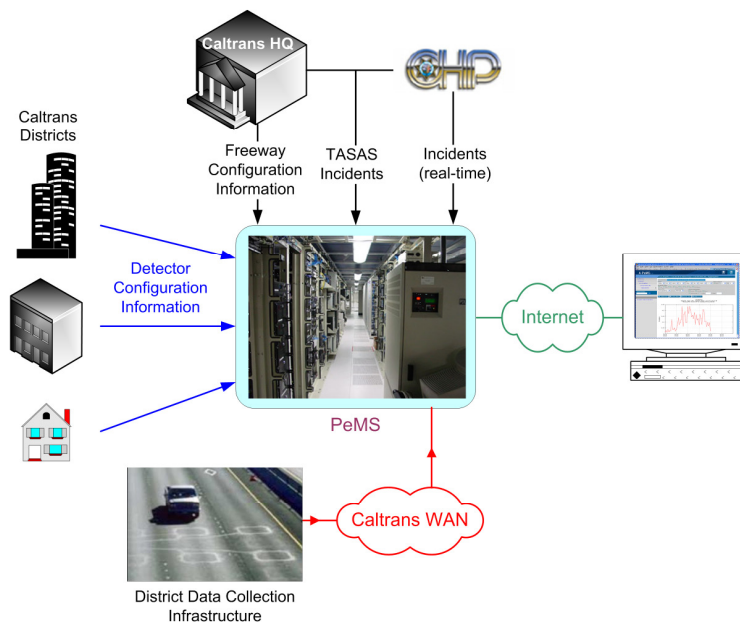 Caltrans HQ
CHP
Caltrans
Districts
Freeway
Configuration
Information
TASAS
Incidents
Incidents
(real-time)
Detector
Configuration
Information
Internet
PeMS
Caltrans WAN
District Data Collection
Infrastructure